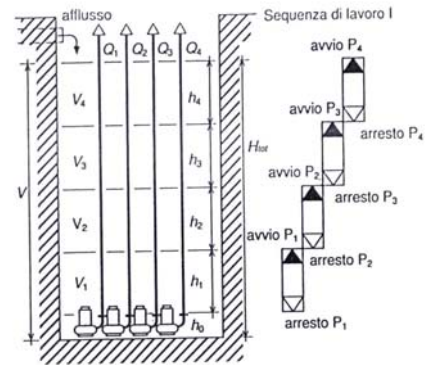 afflusso
Sequenza di lavoro I
Q1 Q2 Q3 Q4
avvio P4
V4
h4
avvio P3
arresto P4
V3
h3
Htot
V
avvio P2
arresto P3
V2
h2
avvio P1
arresto P2
V1
h1
h0
arresto P1